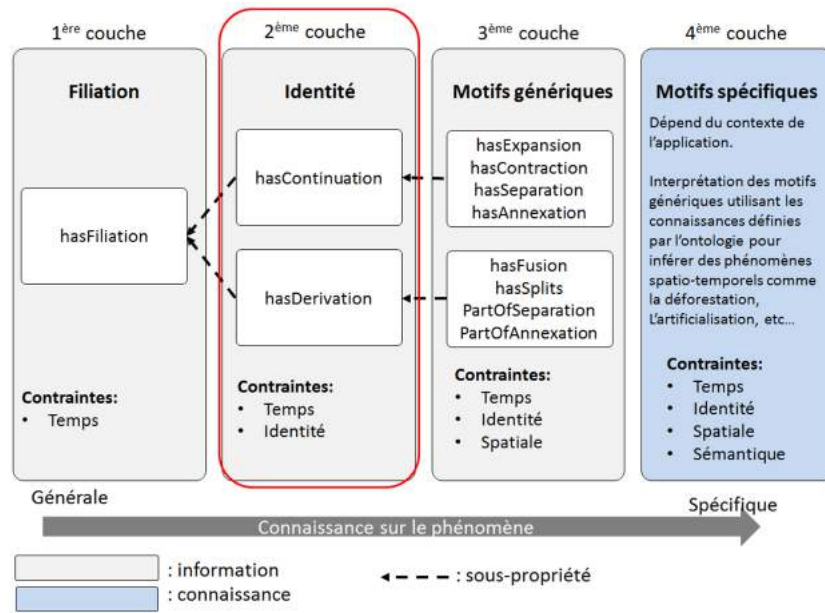 1ère couche
2ème couche
3ème couche
4ème couche
Filiation
hasFiliation
Contraintes:
• Temps
Identité
hasContinuation
hasDerivation
Contraintes:
• Temps
• Identité
Motifs génériques
hasExpansion
hasContraction
hasSeparation
hasAnnexation
hasFusion
hasSplits
PartOfSeparation
PartOfAnnexation
Contraintes:
• Temps
• Identité
• Spatiale
Motifs spécifiques
Dépend du contexte de
l'application.
Interprétation des motifs
génériques utilisant les
connaissances définies
par l'ontologie pour
inférer des phénomènes
spatio-temporels comme
la déforestation,
L'artificialisation, etc...
Contraintes:
• Temps
• Identité
• Spatiale
• Sémantique
Générale
Spécifique
Connaissance sur le phénomène
: information
: connaissance
: sous-propriété